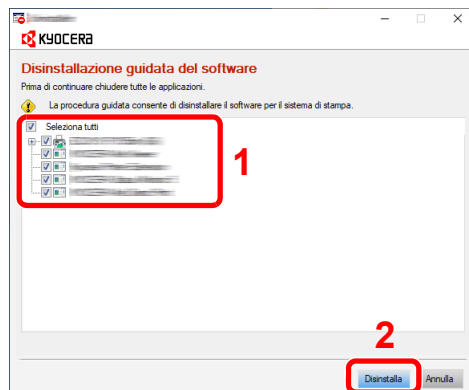 KYOCERA
Disinstallazione guidata del software
Prima di continuare chiudere tutte le applicazioni.
La procedura guidata consente di disinstallare il software per il sistema di stampa.
Seleziona tutti
1
2
Disinstalla Annulla